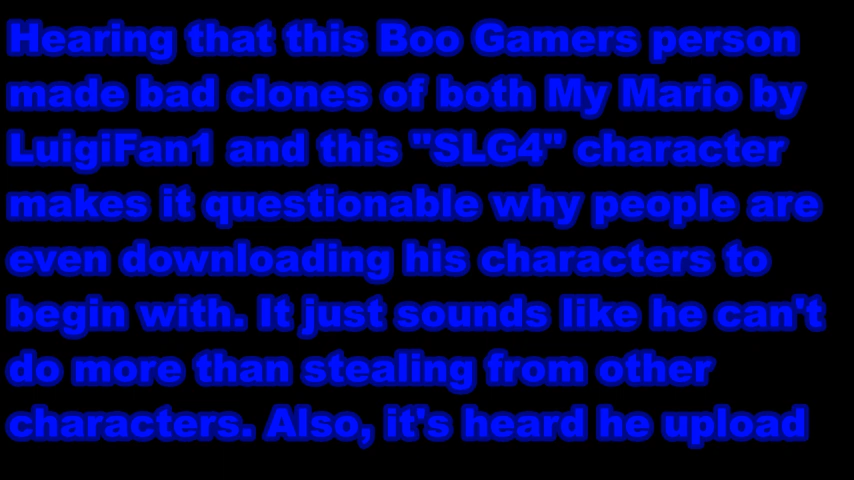 Hearing that this Boo Gamers person
made bad clones of both My Mario by
LuigiFan1 and this "SLG4" character
makes it questionable why people are
even downloading his characters to
begin with. It just sounds like he can't
do more than stealing from other
characters. Also, it's heard he upload